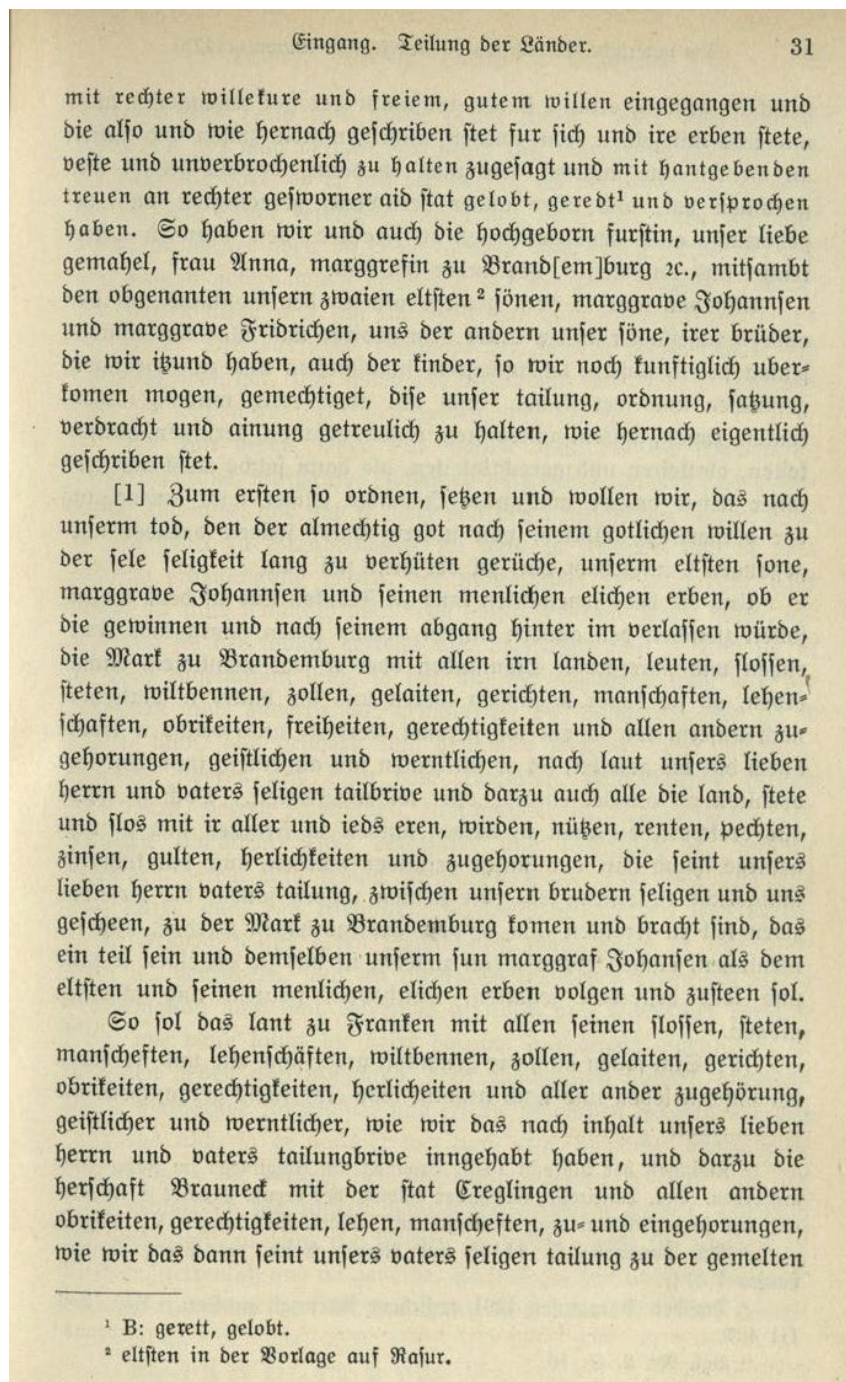 Eingang. Teilung der Länder. 31
mit rechter willekure und freiem, gutem willen eingegangen und
die also und wie hernach geschriben stet fur sich und ire erben stete,
veste und unverbrochenlich zu halten zugesagt und mit hantgebenden
treuen an rechter gesworner aid stat gelobt, geredt¹ und versprochen
haben. So haben wir und auch die hochgeborn furstin, unser liebe
gemahel, frau Anna, marggrefin zu Brand[em]burg ꝛc., mitsambt
den obgenanten unsern zwaien eltsten² sönen, marggrave Johannsen
und marggrave Fridrichen, uns der andern unser söne, irer brüder,
die wir itzund haben, auch der kinder, so wir noch kunftiglich uber-
komen mogen, gemechtiget, dise unser tailung, ordnung, satzung,
verdracht und ainung getreulich zu halten, wie hernach eigentlich
geschriben stet.
[1] Zum ersten so ordnen, setzen und wollen wir, das nach
unserm tod, den der almechtig got nach seinem gotlichen willen zu
der sele seligkeit lang zu verhüten gerüche, unserm eltsten sone,
marggrave Johannsen und seinen menlichen elichen erben, ob er
die gewinnen und nach seinem abgang hinter im verlassen würde,
die Mark zu Brandemburg mit allen irn landen, leuten, slossen,
steten, wiltbennen, zollen, gelaiten, gerichten, manschaften, lehen-
schaften, obrikeiten, freiheiten, gerechtigkeiten und allen andern zu-
gehorungen, geistlichen und werntlichen, nach laut unsers lieben
herrn und vaters seligen tailbrive und darzu auch alle die land, stete
und slos mit ir aller und ieds eren, wirden, nützen, renten, pechten,
zinsen, gulten, herlichkeiten und zugehorungen, die seint unsers
lieben herrn vaters tailung, zwischen unsern brudern seligen und uns
gescheen, zu der Mark zu Brandemburg komen und bracht sind, das
ein teil sein und demselben unserm sun marggraf Johansen als dem
eltsten und seinen menlichen, elichen erben volgen und zusteen sol.
So sol das lant zu Franken mit allen seinen slossen, steten,
manscheften, lehenschäften, wiltbennen, zollen, gelaiten, gerichten,
obrikeiten, gerechtigkeiten, herlicheiten und aller ander zugehörung,
geistlicher und werntlicher, wie wir das nach inhalt unsers lieben
herrn und vaters tailungbrive inngehabt haben, und darzu die
herschaft Brauneck mit der stat Creglingen und allen andern
obrikeiten, gerechtigkeiten, lehen, manscheften, zu- und eingehorungen,
wie wir das dann seint unsers vaters seligen tailung zu der gemelten
¹ B: gerett, gelobt.
² eltsten in der Vorlage auf Rasur.